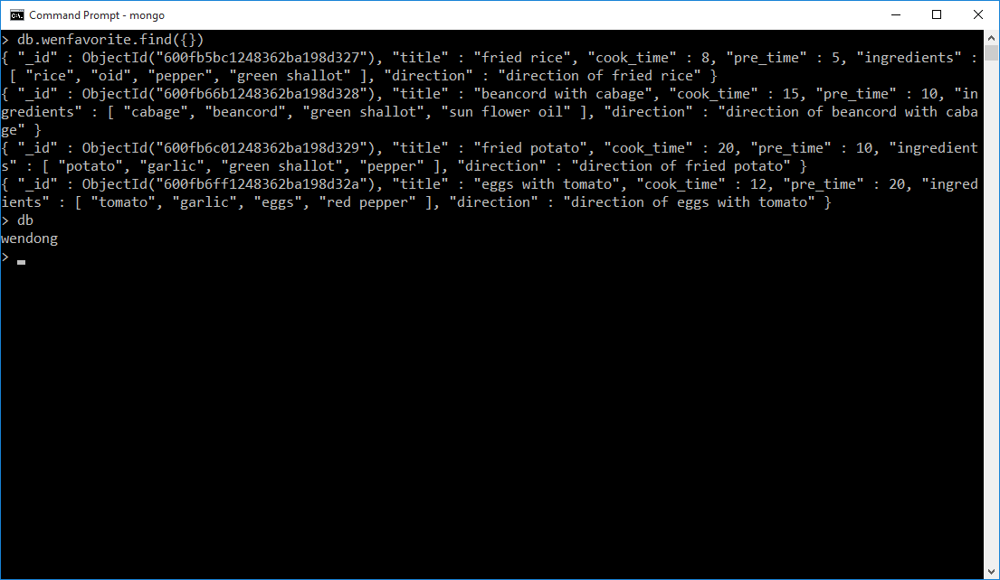 Command Prompt - mongo
> db.wenfavorite.find({})
{ "_id" : ObjectId("600fb5bc1248362ba198d327"), "title" : "fried rice", "cook_time" : 8, "pre_time" : 5, "ingredients" :
 [ "rice", "oid", "pepper", "green shallot" ], "direction" : "direction of fried rice" }
{ "_id" : ObjectId("600fb66b1248362ba198d328"), "title" : "beancord with cabage", "cook_time" : 15, "pre_time" : 10, "in
gredients" : [ "cabage", "beancord", "green shallot", "sun flower oil" ], "direction" : "direction of beancord with caba
ge" }
{ "_id" : ObjectId("600fb6c01248362ba198d329"), "title" : "fried potato", "cook_time" : 20, "pre_time" : 10, "ingredient
s" : [ "potato", "garlic", "green shallot", "pepper" ], "direction" : "direction of fried potato" }
{ "_id" : ObjectId("600fb6ff1248362ba198d32a"), "title" : "eggs with tomato", "cook_time" : 12, "pre_time" : 20, "ingred
ients" : [ "tomato", "garlic", "eggs", "red pepper" ], "direction" : "direction of eggs with tomato" }
> db
wendong
>